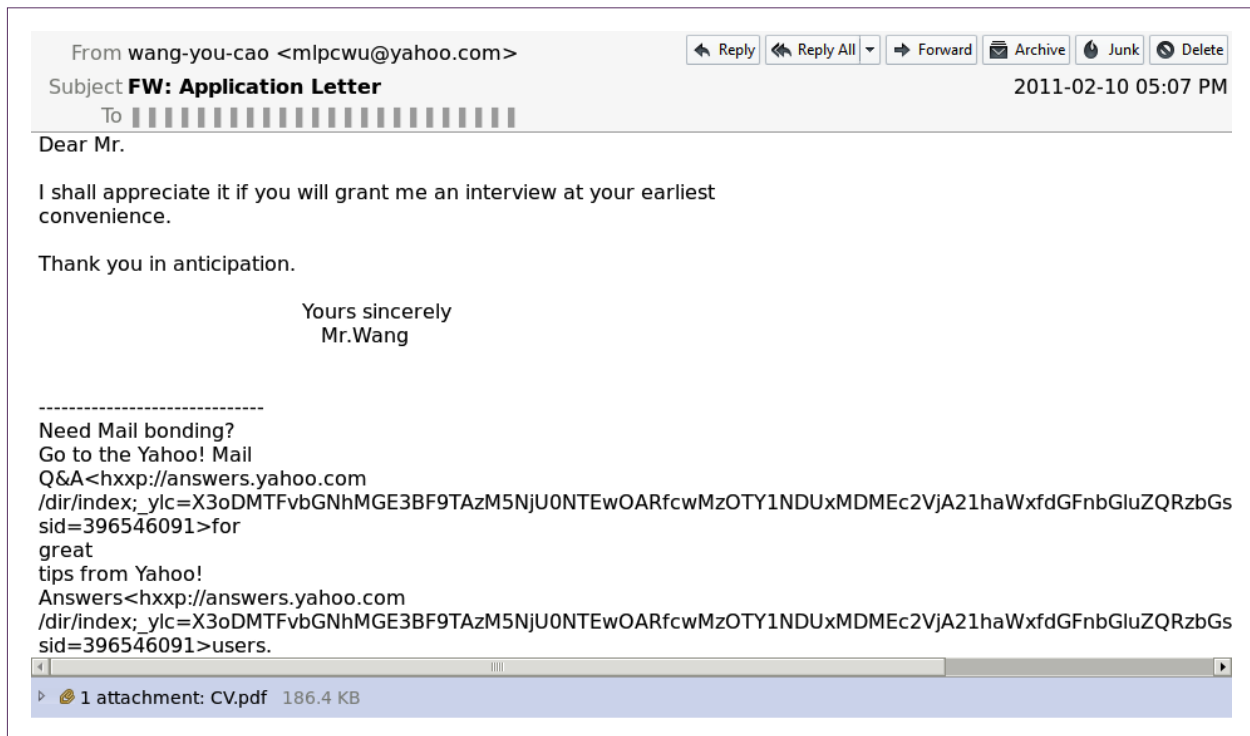 From wang-you-cao <mlpcwu@yahoo.com>
Reply Reply All Forward Archive Junk Delete
Subject FW: Application Letter
2011-02-10 05:07 PM
To
Dear Mr.
I shall appreciate it if you will grant me an interview at your earliest
convenience.
Thank you in anticipation.
Yours sincerely
Mr.Wang
------------------------------
Need Mail bonding?
Go to the Yahoo! Mail
Q&A<hxxp://answers.yahoo.com
/dir/index;_ylc=X3oDMTFvbGNhMGE3BF9TAzM5NjU0NTEwOARfcwMzOTY1NDUxMDMEc2VjA21haWxfdGFnbGluZQRzbGs
sid=396546091>for
great
tips from Yahoo!
Answers<hxxp://answers.yahoo.com
/dir/index;_ylc=X3oDMTFvbGNhMGE3BF9TAzM5NjU0NTEwOARfcwMzOTY1NDUxMDMEc2VjA21haWxfdGFnbGluZQRzbGs
sid=396546091>users.
1 attachment: CV.pdf 186.4 KB